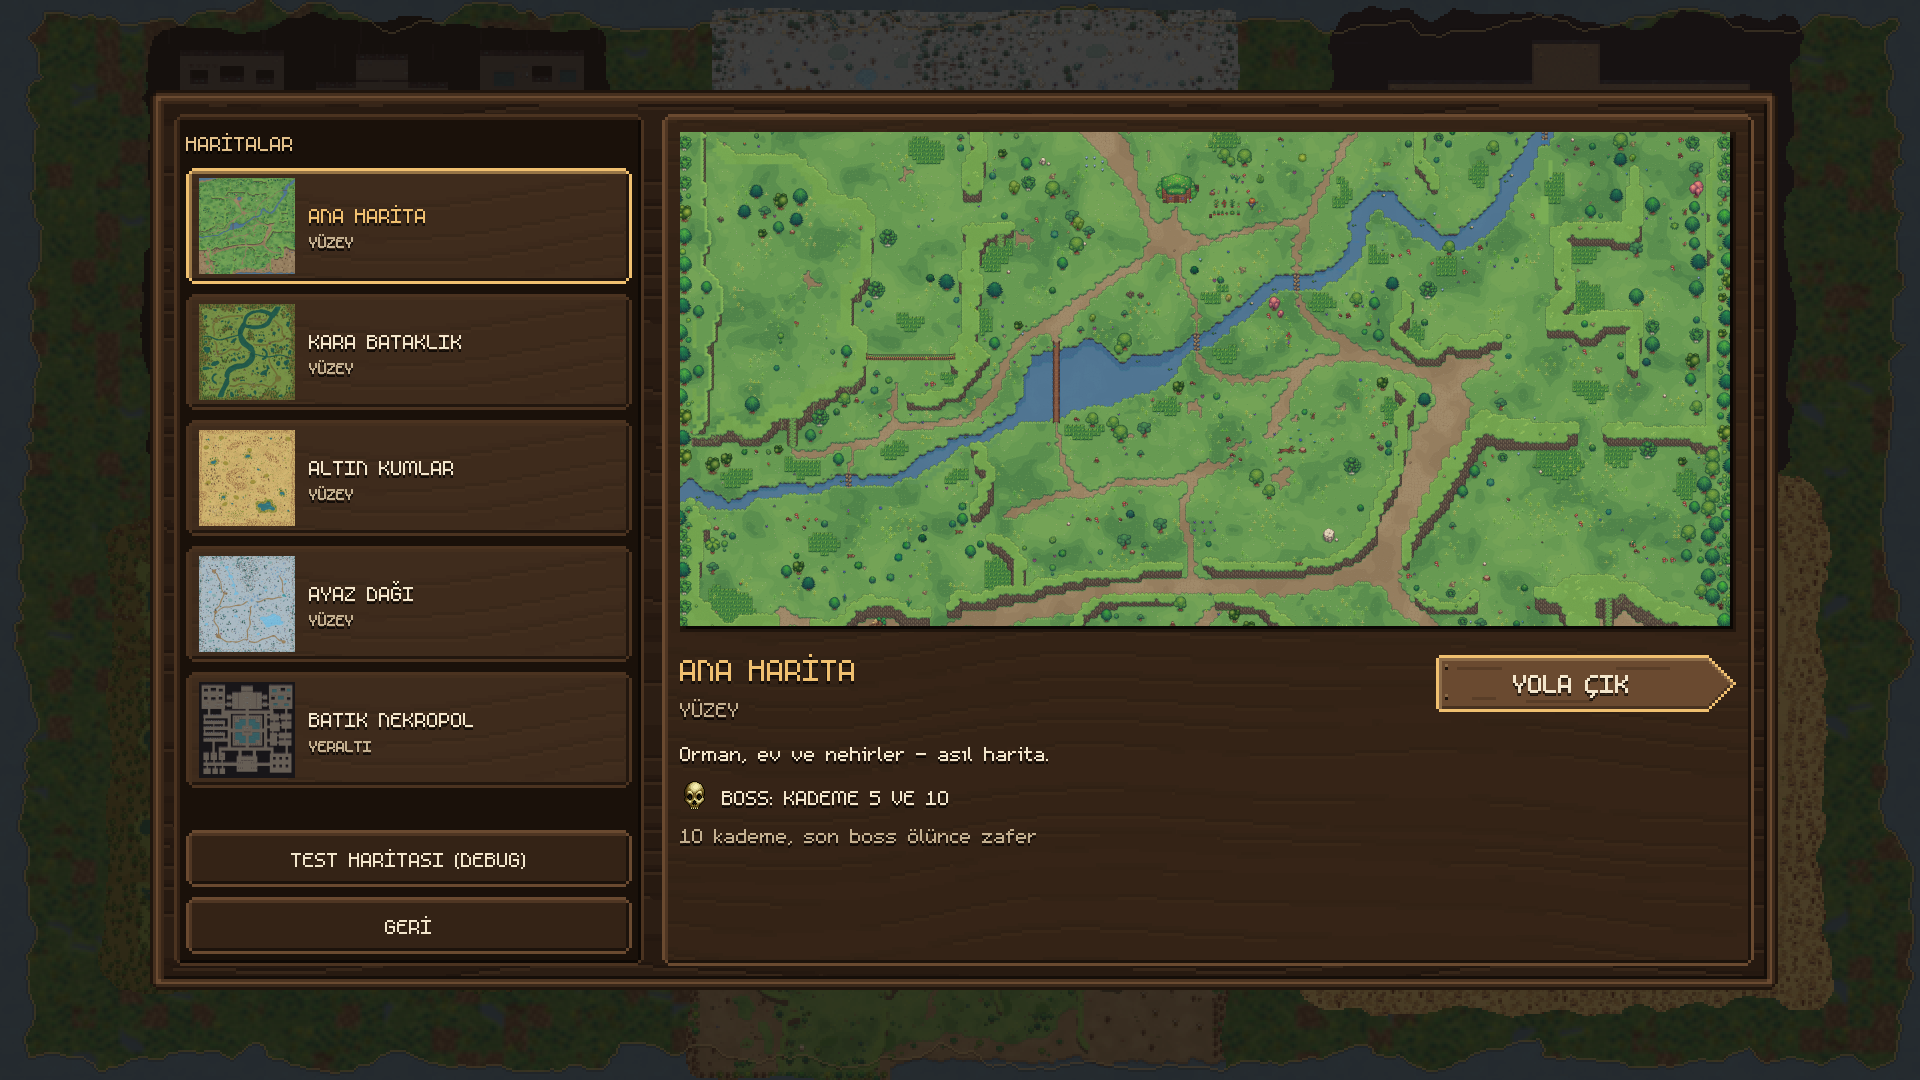 HARİTALAR
ANA HARİTA
YÜZEY
KARA BATAKLIK
YÜZEY
ALTIN KUMLAR
YÜZEY
AYAZ DAĞI
YÜZEY
BATIK NEKROPOL
YERALTI
TEST HARİTASI (DEBUG)
GERİ
ANA HARİTA
YÜZEY
YOLA ÇIK
Orman, ev ve nehirler – asıl harita.
BOSS: KADEME 5 VE 10
10 kademe, son boss ölünce zafer